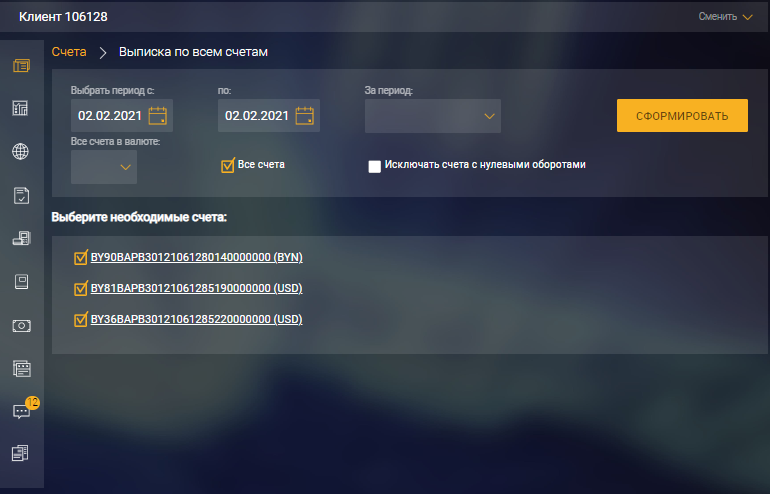 Клиент 106128
Сменить
Счета
Выписка по всем счетам
Выбрать период с:
по:
За период:
02.02.2021
02.02.2021
СФОРМИРОВАТЬ
Все счета в валюте:
Все счета
Исключать счета с нулевыми оборотами
Выберите необходимые счета:
BY90BAPB30121061280140000000 (BYN)
BY81BAPB30121061285190000000 (USD)
BY36BAPB30121061285220000000 (USD)
12